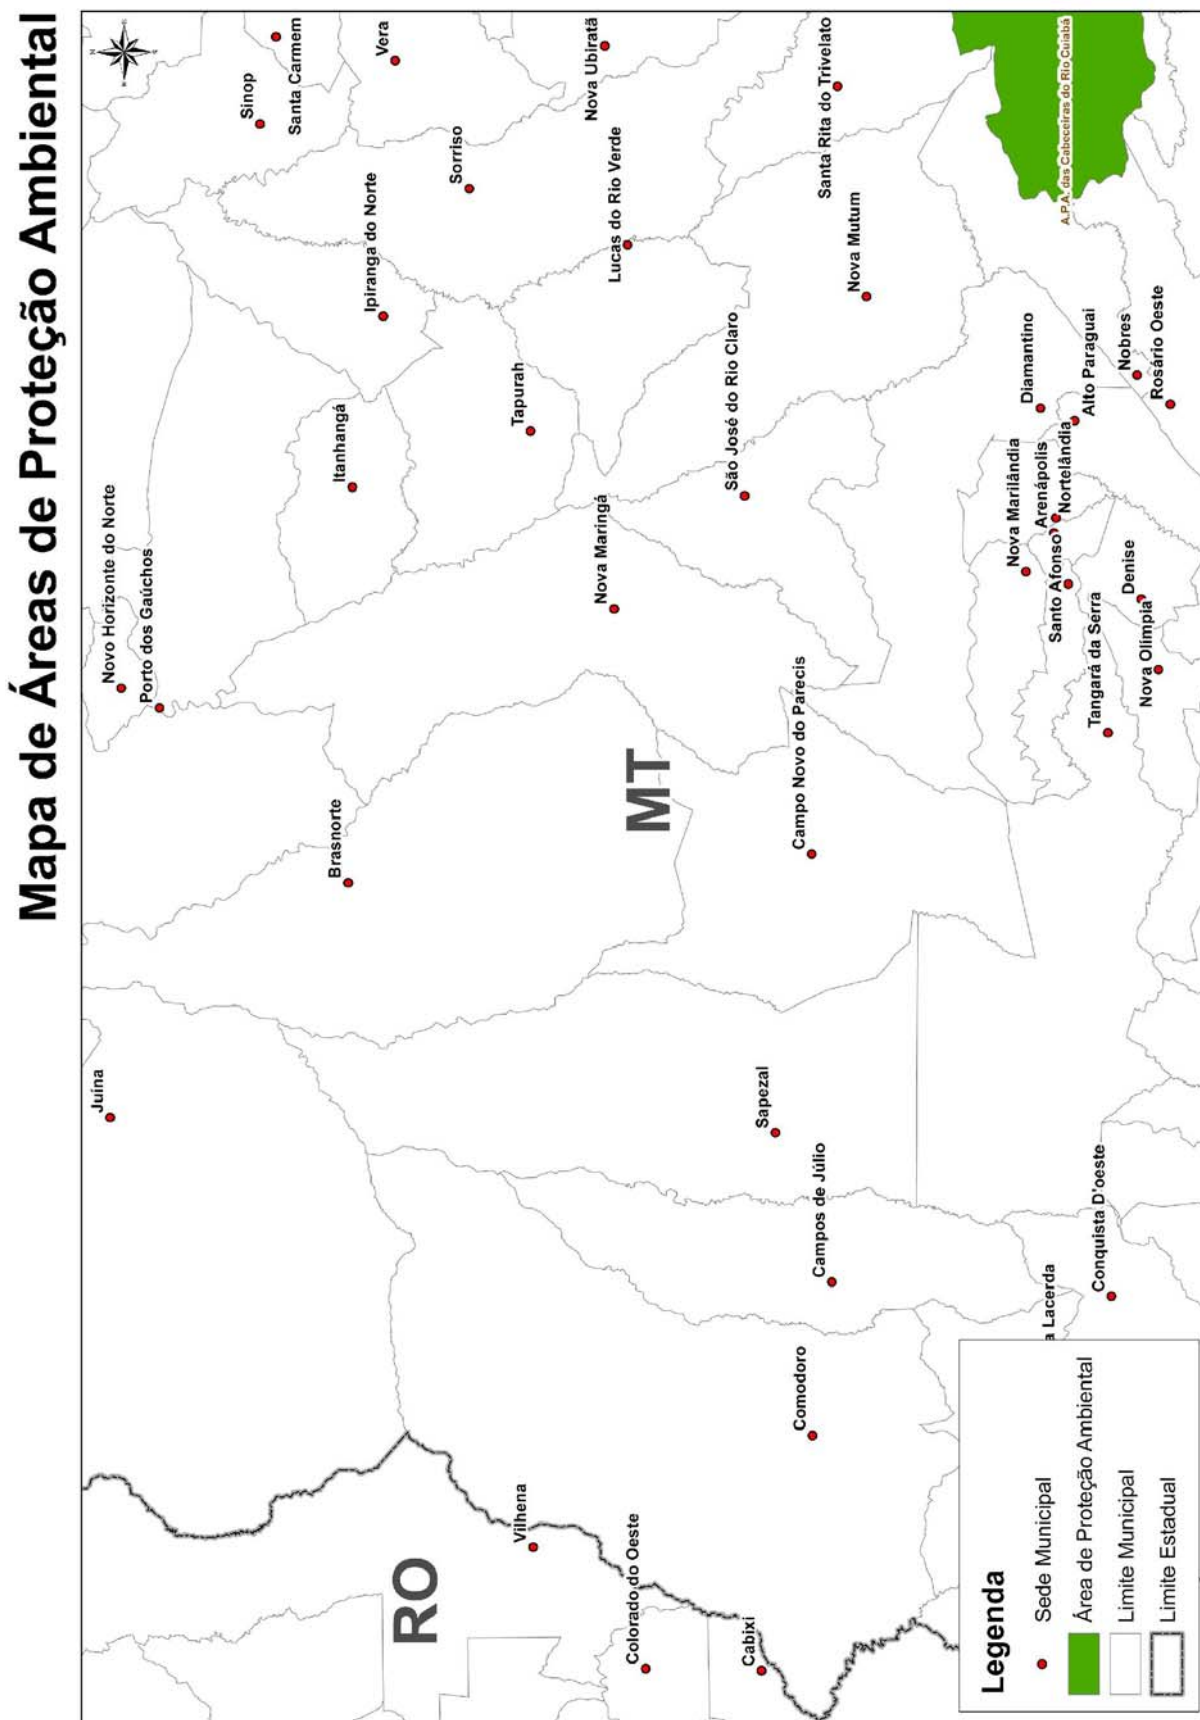 Mapa de Áreas de Proteção Ambiental
Juína
Novo Horizonte do Norte
Porto dos Gaúchos
Sinop
Santa Carmem
Brasnorte
Itanhangá
Ipiranga do Norte
Vera
RO
Sorriso
Vilhena
Tapurah
Colorado do Oeste
MT
Nova Maringá
Lucas do Rio Verde
Nova Ubiratã
Cabixi
Sapezal
São José do Rio Claro
Comodoro
Campos de Júlio
Campo Novo do Parecis
Nova Mutum
Santa Rita do Trivelato
a Lacerda
Conquista D'oeste
Nova Marilândia
Diamantino
Santo Afonso
Arenápolis
Nortelândia
Alto Paraguai
A.P.A. das Cabeceiras do Rio Cuiabá
Tangará da Serra
Denise
Nobres
Nova Olímpia
Rosário Oeste
Legenda
Sede Municipal
Área de Proteção Ambiental
Limite Municipal
Limite Estadual